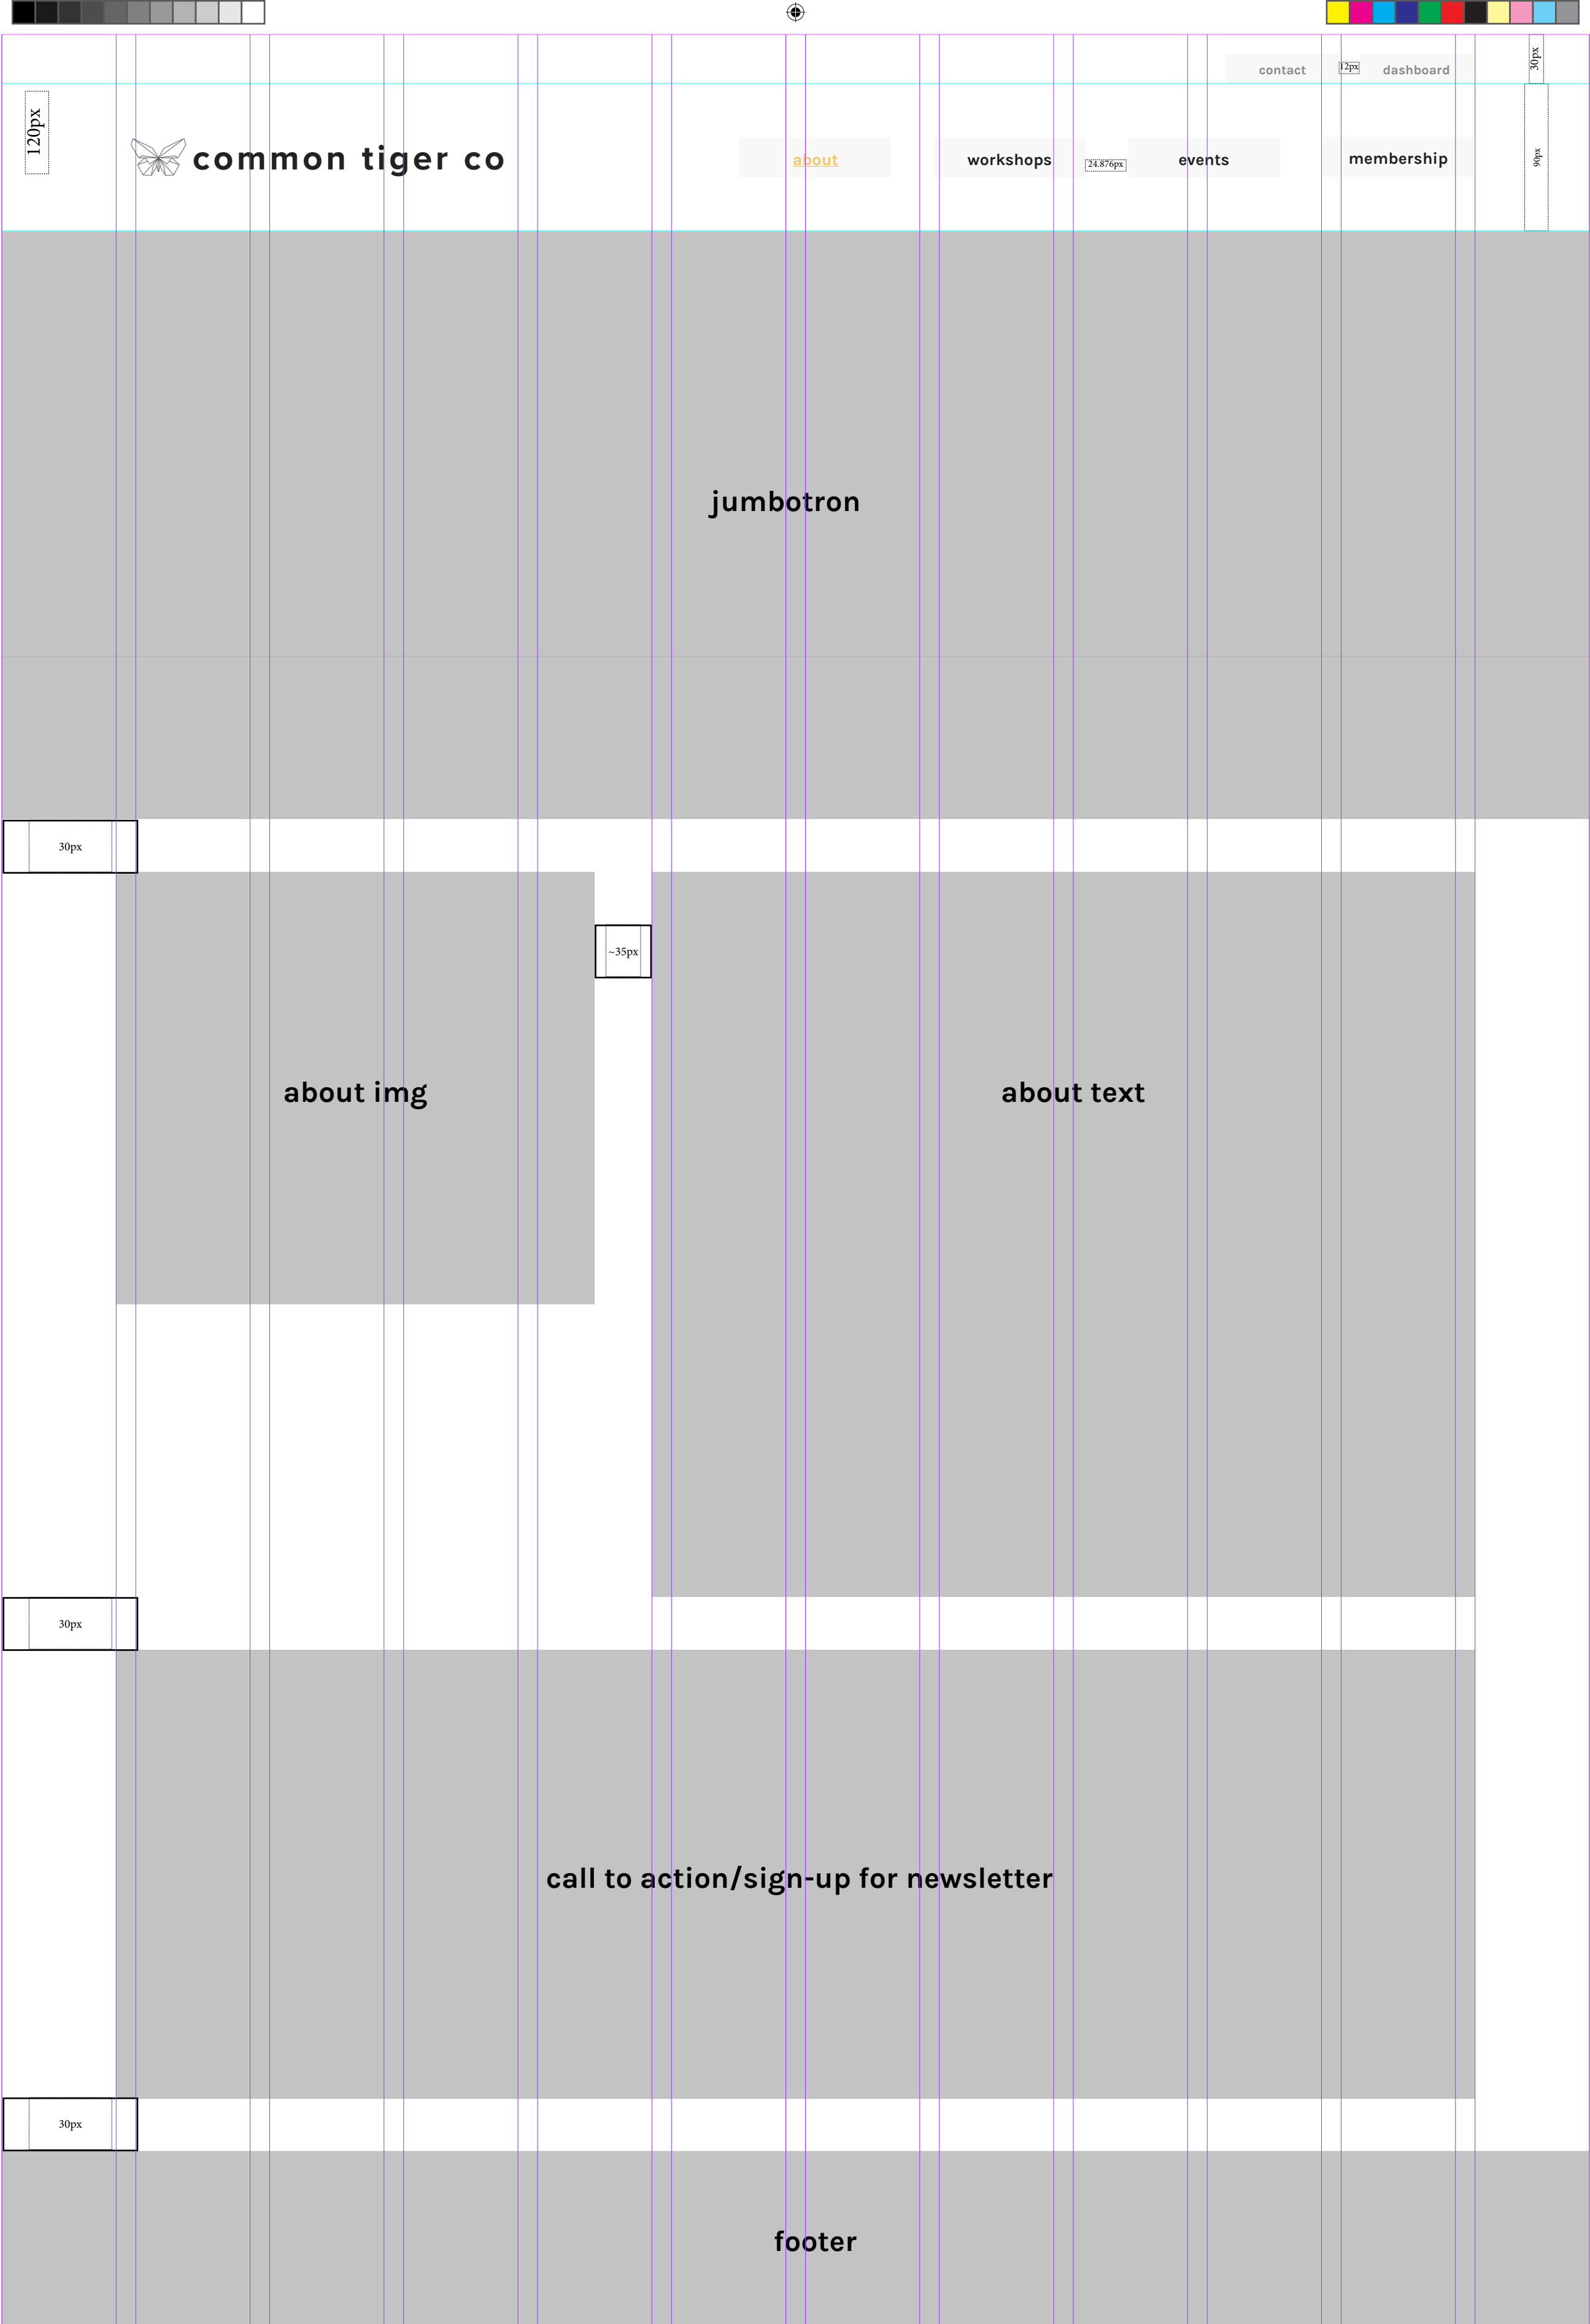 contact 12px dashboard 30px
120px
common tiger co
about workshops 24.876px events membership 90px
jumbotron
30px
~35px
about img about text
30px
call to action/sign-up for newsletter
30px
footer